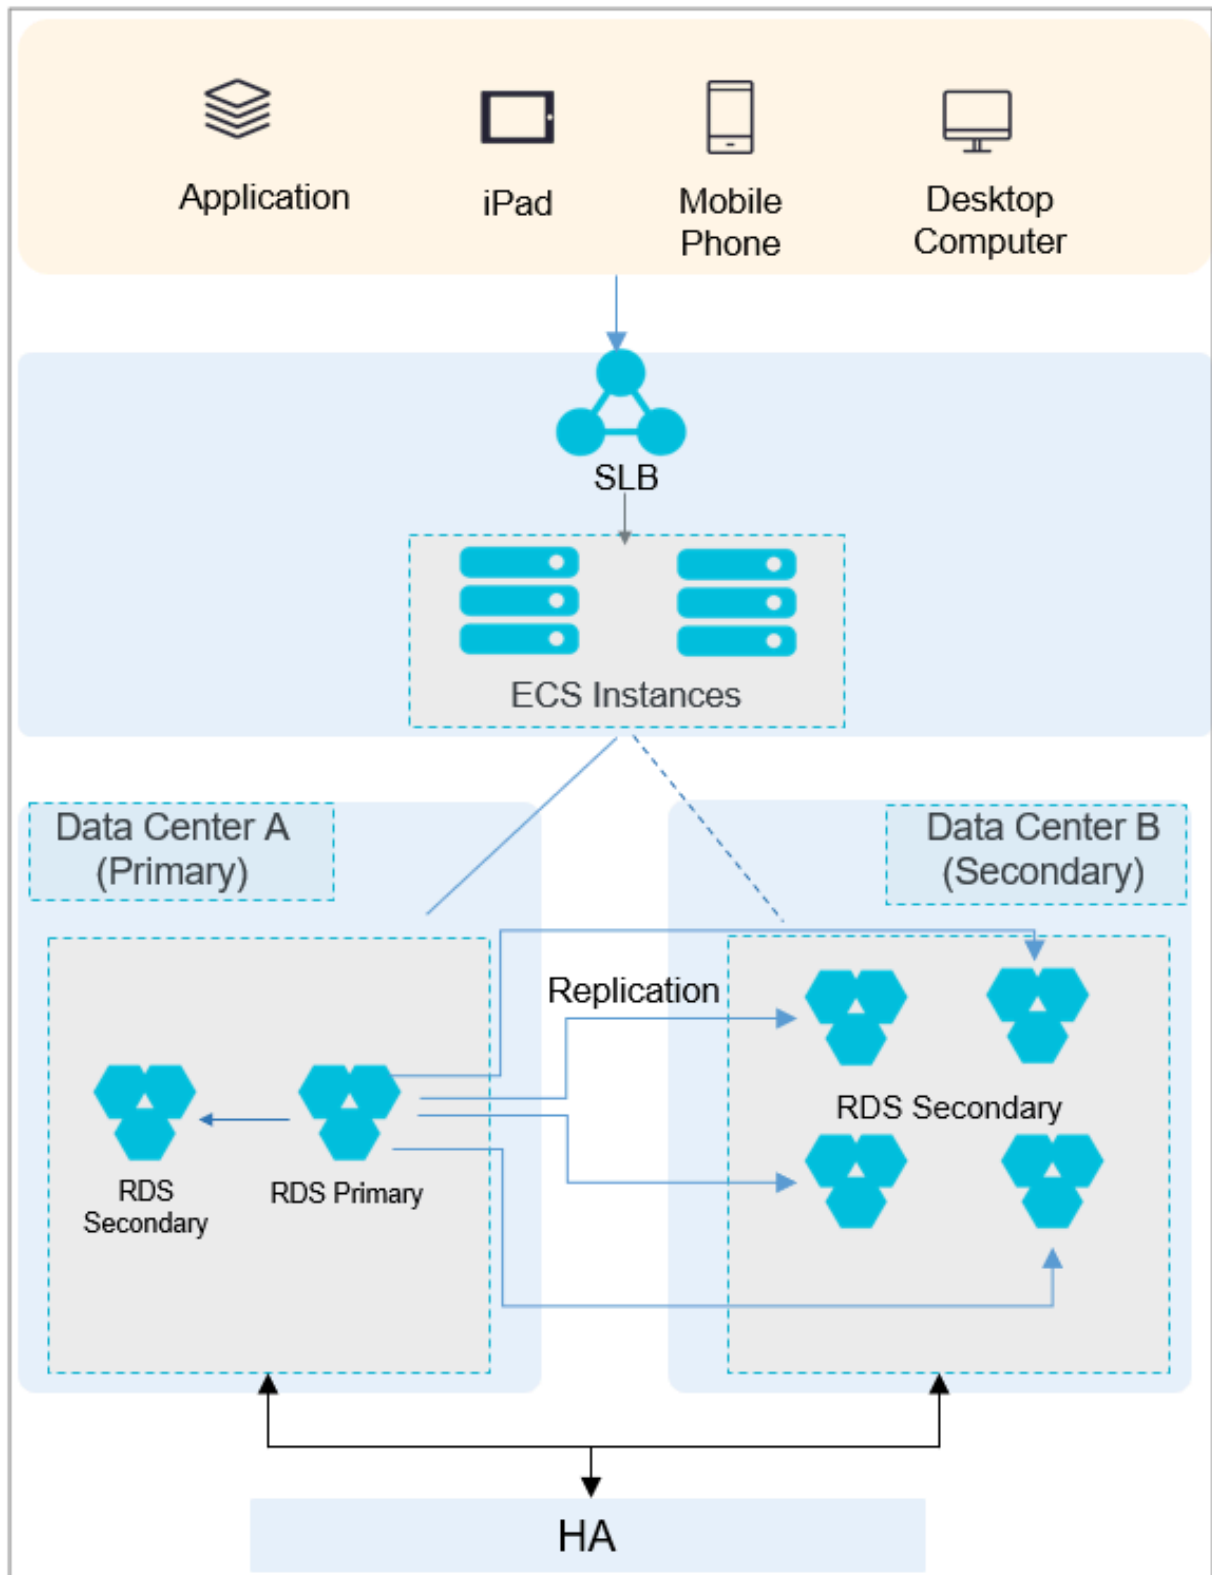 Application
iPad
Mobile
Phone
Desktop
Computer
SLB
ECS Instances
Data Center A
(Primary)
Data Center B
(Secondary)
Replication
RDS Secondary
RDS
Secondary
RDS Primary
HA